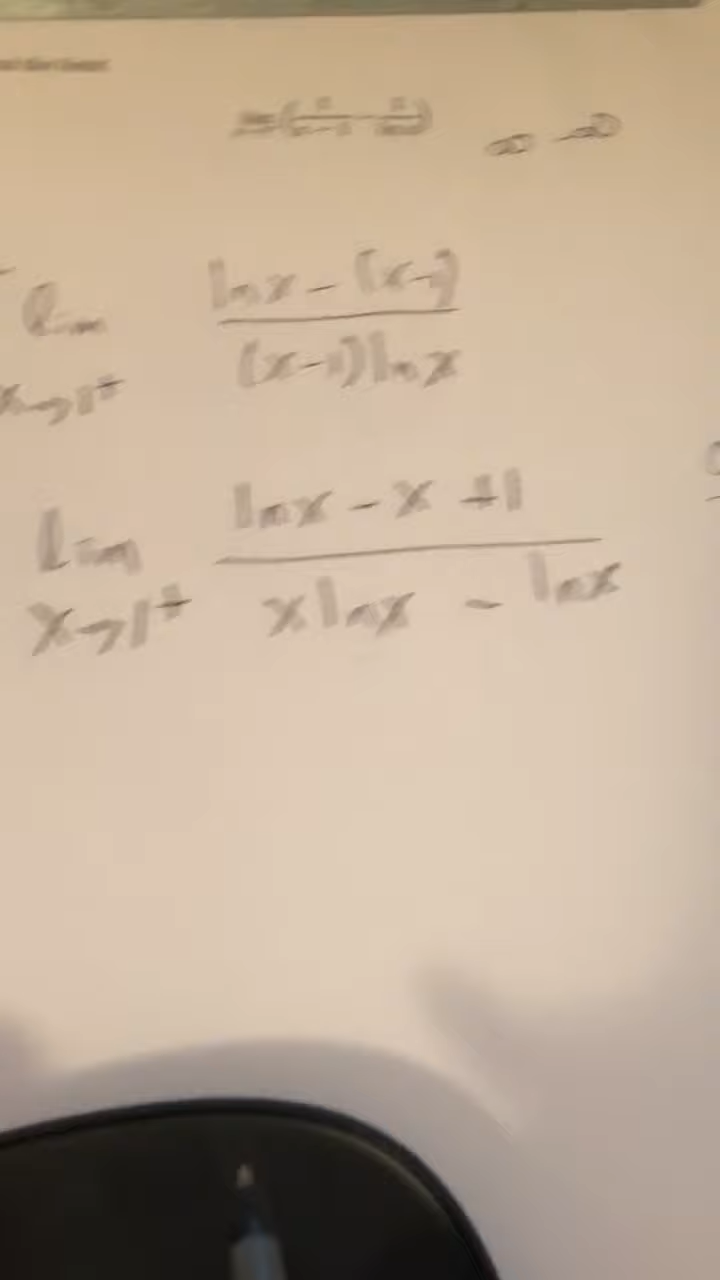 ∞ - ∞
lim ln x - (x-1) / (x-1) ln x
x→1⁺
lim ln x - x + 1 / x ln x - ln x
x→1⁺